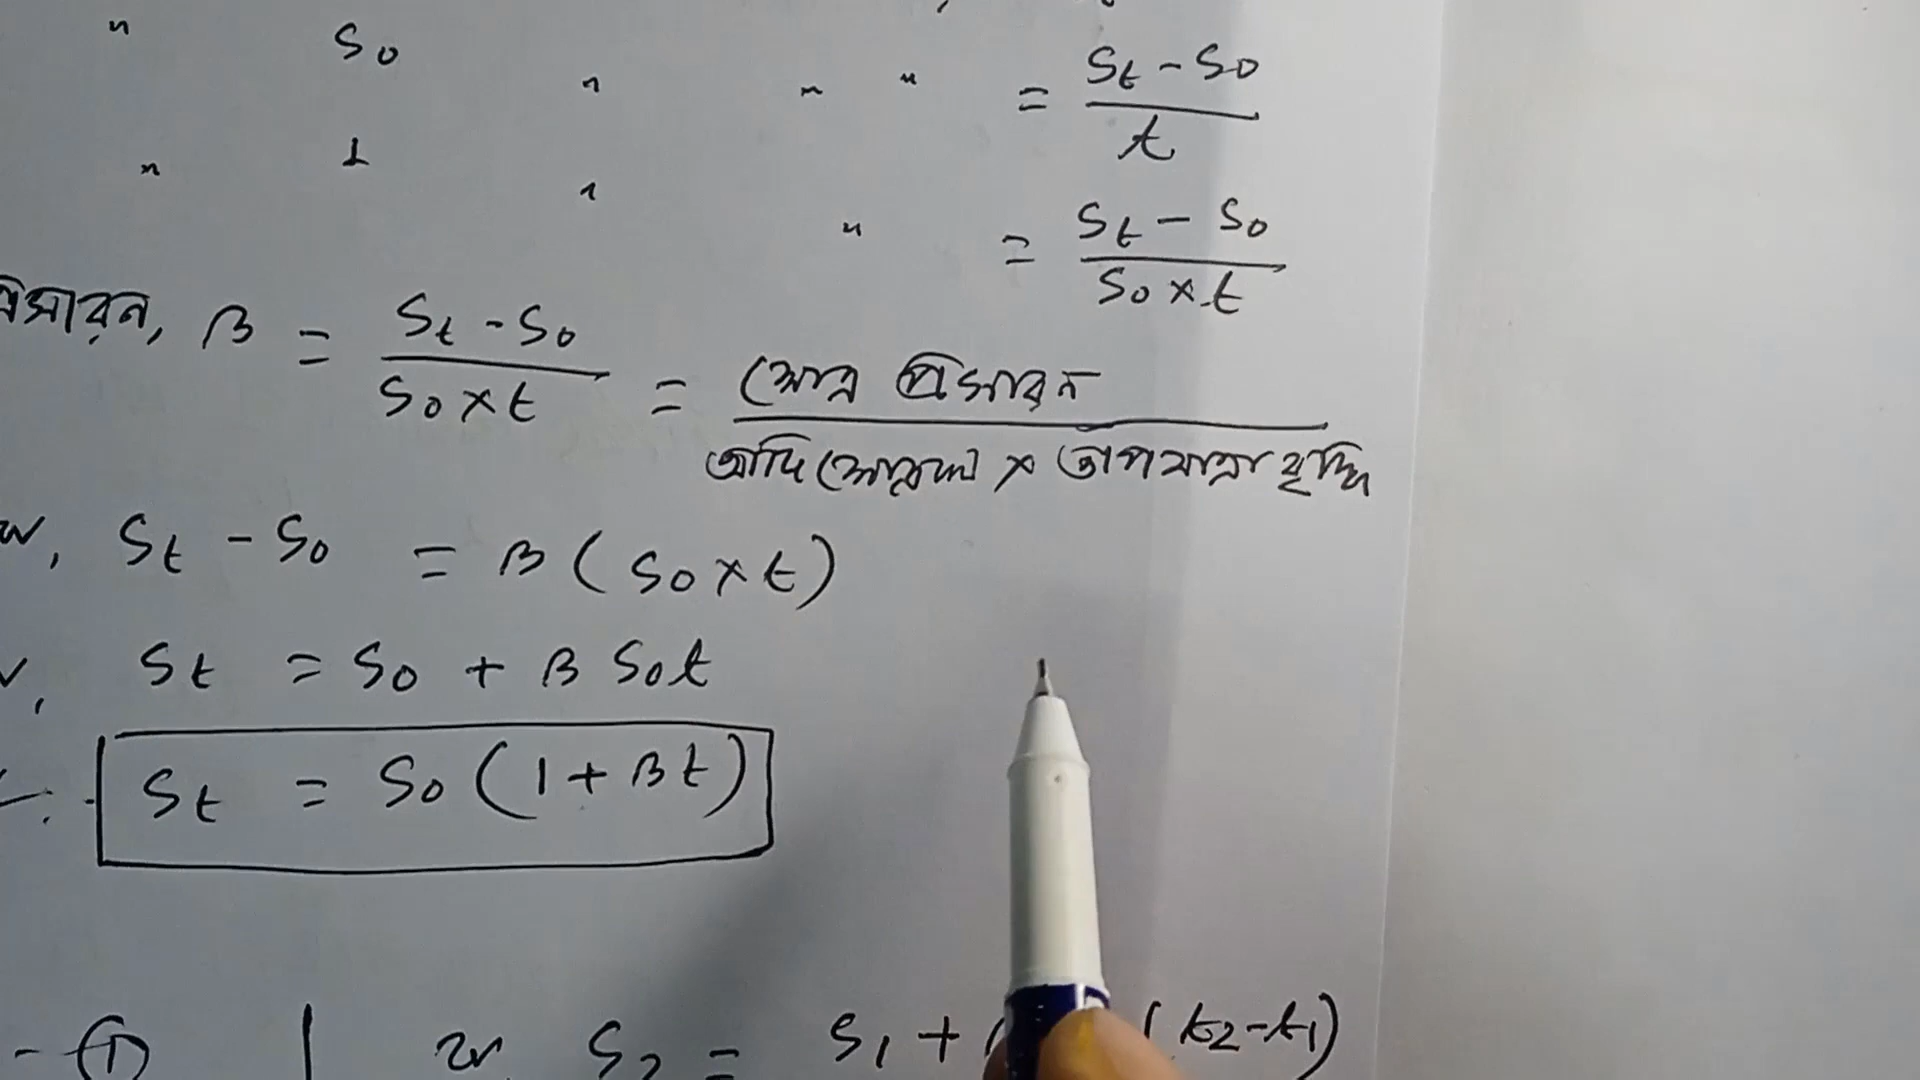 " S₀ " " " = (Sₜ - S₀)/t
" 1 " " = (Sₜ - S₀)/(S₀ × t)
প্রসারন, β = (Sₜ - S₀)/(S₀ × t) = ক্ষেত্র প্রসারন/(আদি ক্ষেত্রফল × তাপমাত্রা বৃদ্ধি)
, Sₜ - S₀ = β (S₀ × t)
, Sₜ = S₀ + β S₀t
∴ Sₜ = S₀ (1 + βt)
- ① | বা S₂ = S₁ + (t₂ - t₁)